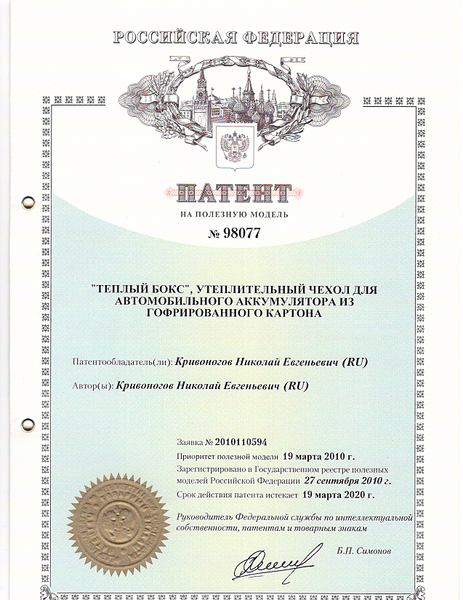 РОССИЙСКАЯ ФЕДЕРАЦИЯ
ПАТЕНТ
НА ПОЛЕЗНУЮ МОДЕЛЬ
№ 98077
"ТЕПЛЫЙ БОКС", УТЕПЛИТЕЛЬНЫЙ ЧЕХОЛ ДЛЯ
АВТОМОБИЛЬНОГО АККУМУЛЯТОРА ИЗ
ГОФРИРОВАННОГО КАРТОНА
Патентообладатель(ли): Кривоногов Николай Евгеньевич (RU)
Автор(ы): Кривоногов Николай Евгеньевич (RU)
Заявка № 2010110594
Приоритет полезной модели 19 марта 2010 г.
Зарегистрировано в Государственном реестре полезных
моделей Российской Федерации 27 сентября 2010 г.
Срок действия патента истекает 19 марта 2020 г.
Руководитель Федеральной службы по интеллектуальной
собственности, патентам и товарным знакам
Б.П. Симонов